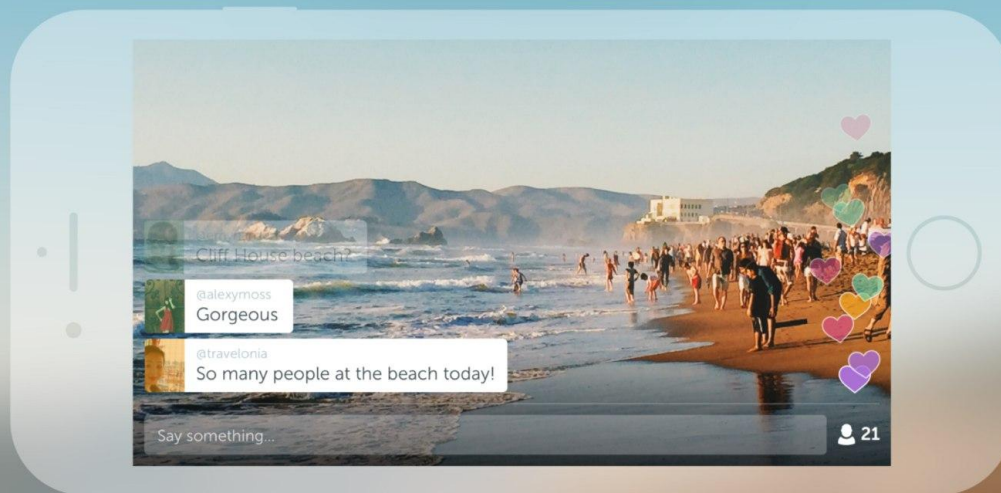 Cliff House beach?
@alexymoss
Gorgeous
@travelonia
So many people at the beach today!
Say something...
21